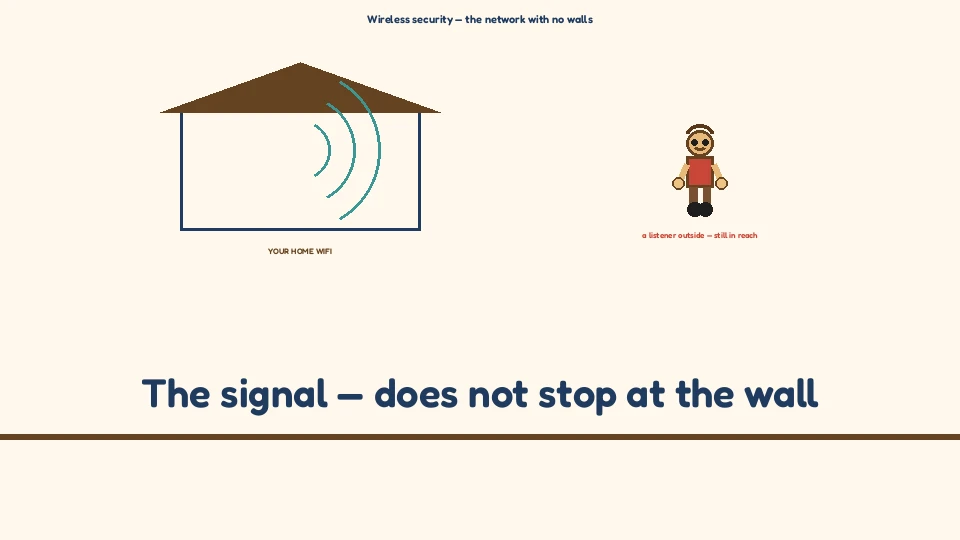 Wireless security — the network with no walls
YOUR HOME WIFI
a listener outside — still in reach
The signal — does not stop at the wall